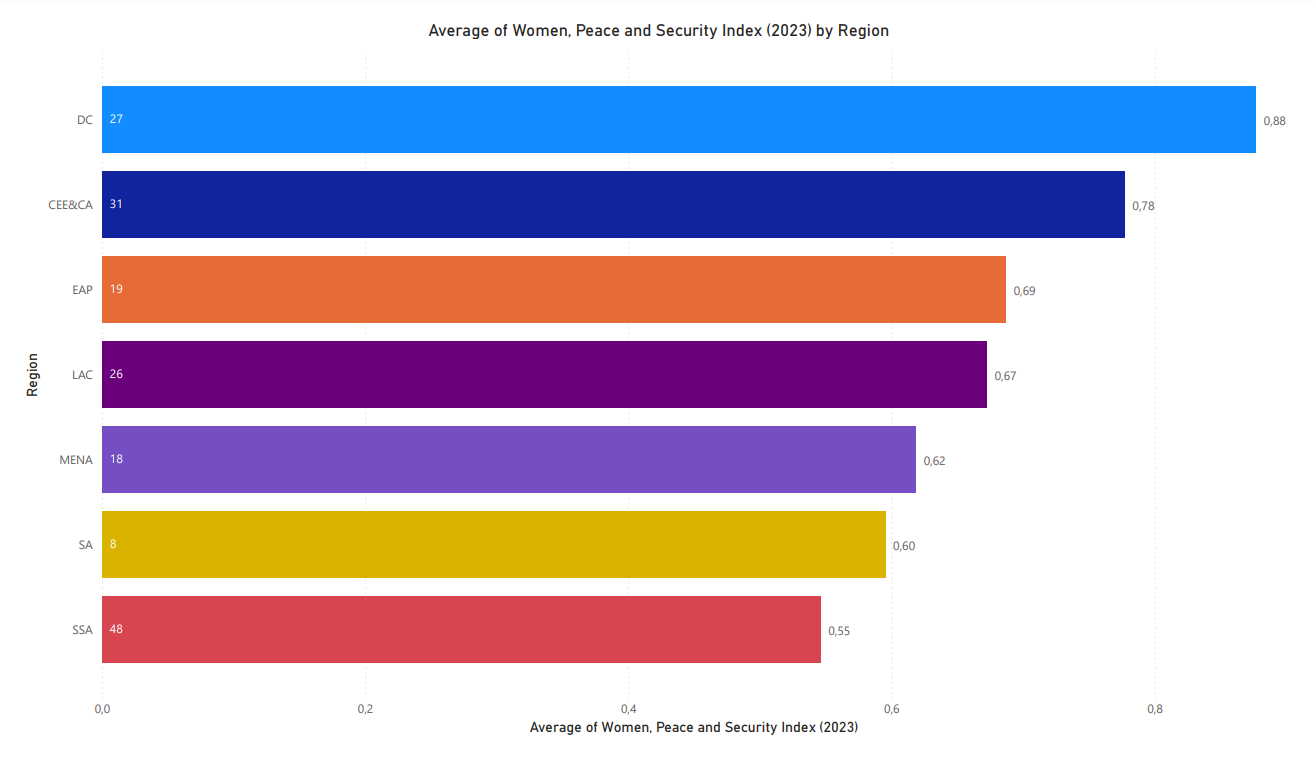 Average of Women, Peace and Security Index (2023) by Region
Region
DC 27 0,88
CEE&CA 31 0,78
EAP 19 0,69
LAC 26 0,67
MENA 18 0,62
SA 8 0,60
SSA 48 0,55
0,0 0,2 0,4 0,6 0,8
Average of Women, Peace and Security Index (2023)